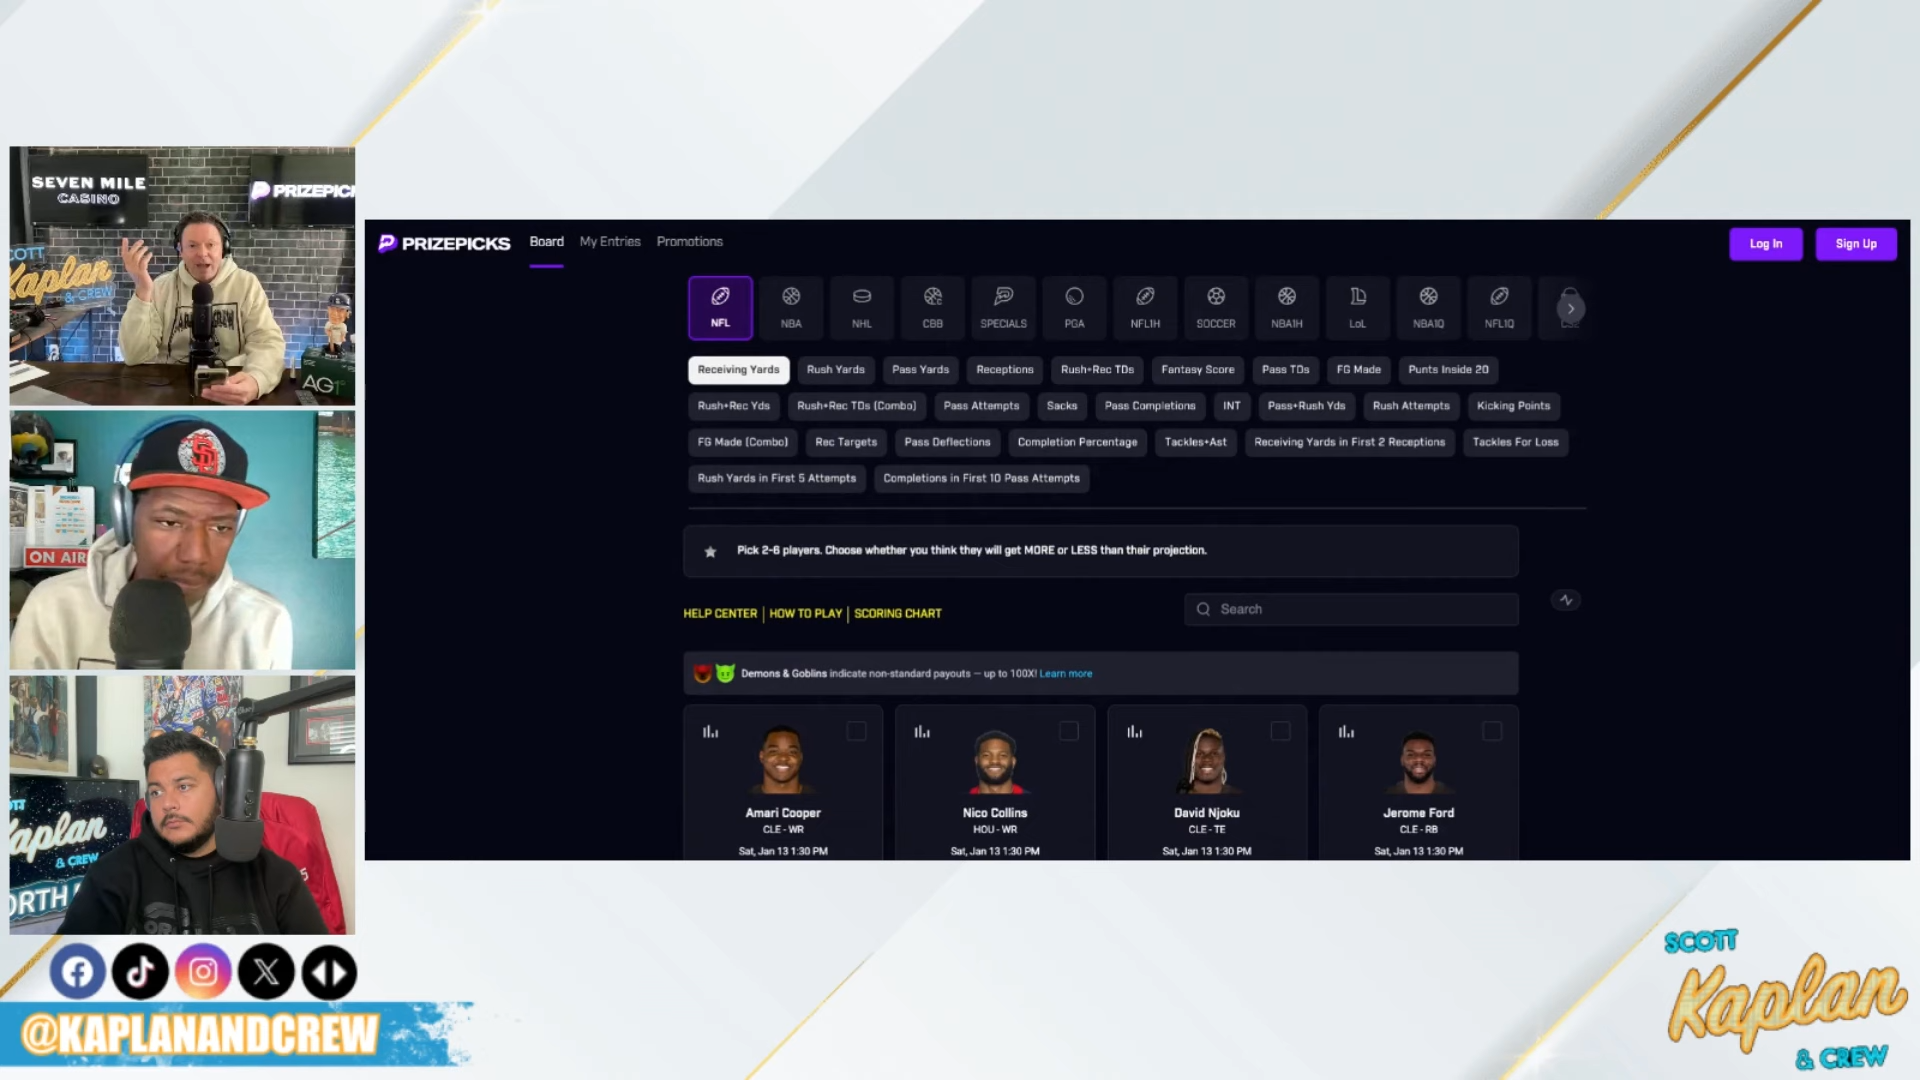 SEVEN MILE
CASINO
PRIZEPIC
Kaplan
& CREW
AG1
ON AIR
Kaplan
& CREW
ORTH
@KAPLANANDCREW
PRIZEPICKS
Board
My Entries
Promotions
Log In
Sign Up
NFL
NBA
NHL
CBB
SPECIALS
PGA
NFL1H
SOCCER
NBA1H
LoL
NBA1Q
NFL1Q
Receiving Yards
Rush Yards
Pass Yards
Receptions
Rush+Rec TDs
Fantasy Score
Pass TDs
FG Made
Punts Inside 20
Rush+Rec Yds
Rush+Rec TDs (Combo)
Pass Attempts
Sacks
Pass Completions
INT
Pass+Rush Yds
Rush Attempts
Kicking Points
FG Made (Combo)
Rec Targets
Pass Deflections
Completion Percentage
Tackles+Ast
Receiving Yards in First 2 Receptions
Tackles For Loss
Rush Yards in First 5 Attempts
Completions in First 10 Pass Attempts
Pick 2-6 players. Choose whether you think they will get MORE or LESS than their projection.
HELP CENTER | HOW TO PLAY | SCORING CHART
Search
Demons & Goblins indicate non-standard payouts — up to 100X! Learn more
Amari Cooper
CLE - WR
Sat, Jan 13 1:30 PM
Nico Collins
HOU - WR
Sat, Jan 13 1:30 PM
David Njoku
CLE - TE
Sat, Jan 13 1:30 PM
Jerome Ford
CLE - RB
Sat, Jan 13 1:30 PM
SCOTT
Kaplan
& CREW